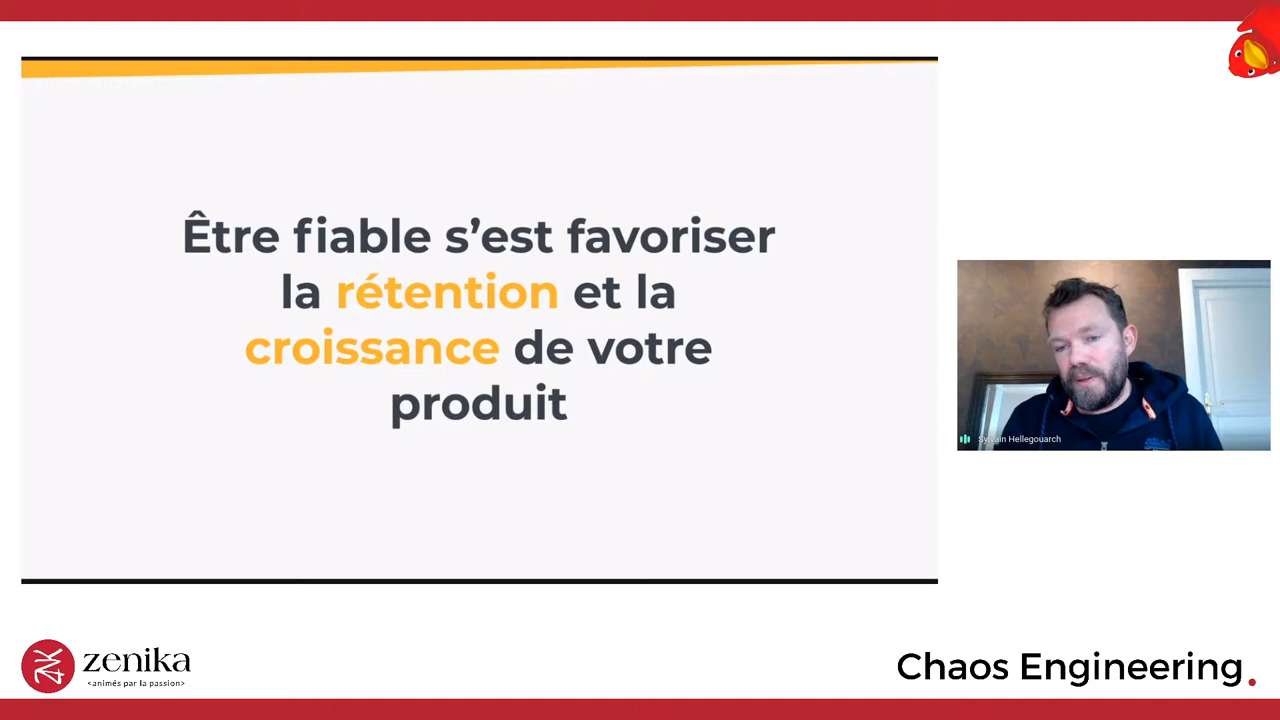 Être fiable s’est favoriser
la rétention et la
croissance de votre
produit
Sylvain Hellegouarch
zenika
<animés par la passion>
Chaos Engineering.